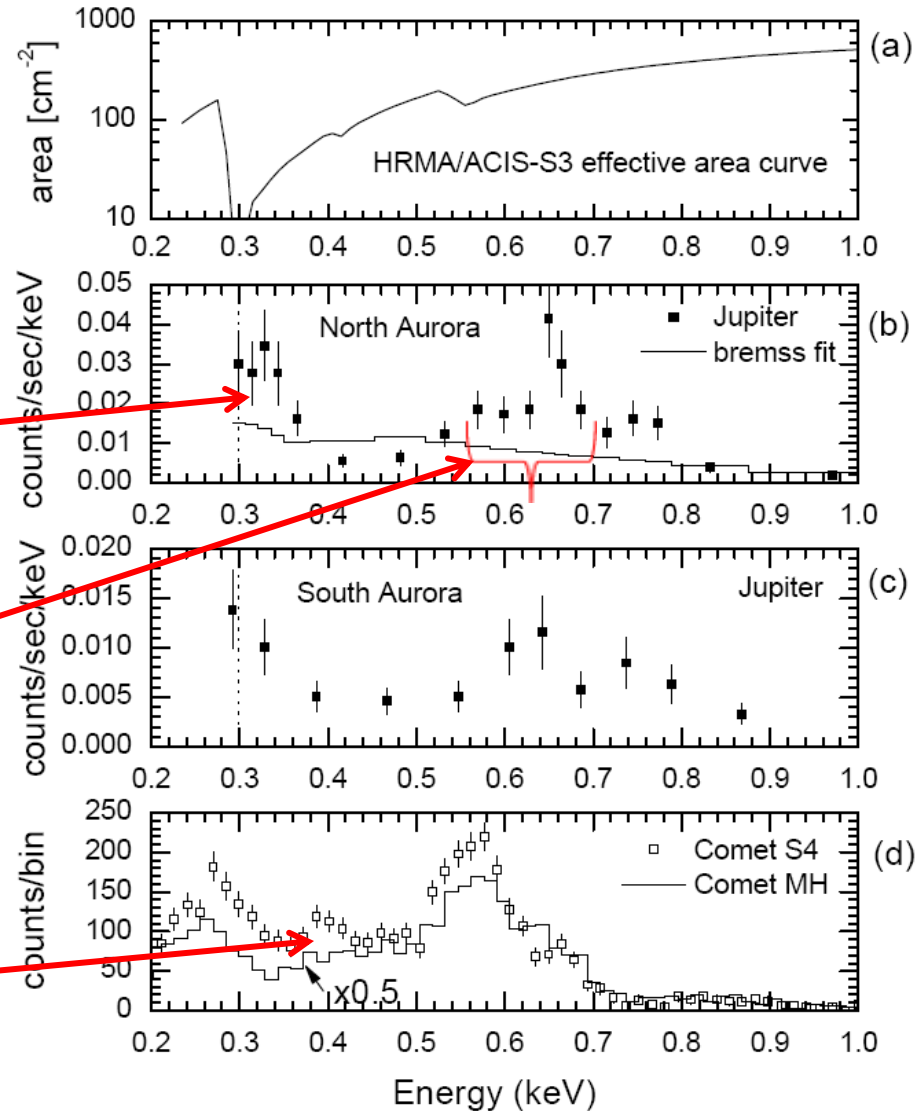 1000
100
10
area [cm-2]
HRMA/ACIS-S3 effective area curve
(a)
0.2 0.3 0.4 0.5 0.6 0.7 0.8 0.9 1.0
0.05
0.04
0.03
0.02
0.01
0.00
counts/sec/keV
North Aurora
Jupiter
bremss fit
(b)
0.2 0.3 0.4 0.5 0.6 0.7 0.8 0.9 1.0
0.020
0.015
0.010
0.005
0.000
counts/sec/keV
South Aurora
Jupiter
(c)
0.2 0.3 0.4 0.5 0.6 0.7 0.8 0.9 1.0
250
200
150
100
50
0
counts/bin
Comet S4
Comet MH
(d)
x0.5
0.2 0.3 0.4 0.5 0.6 0.7 0.8 0.9 1.0
Energy (keV)